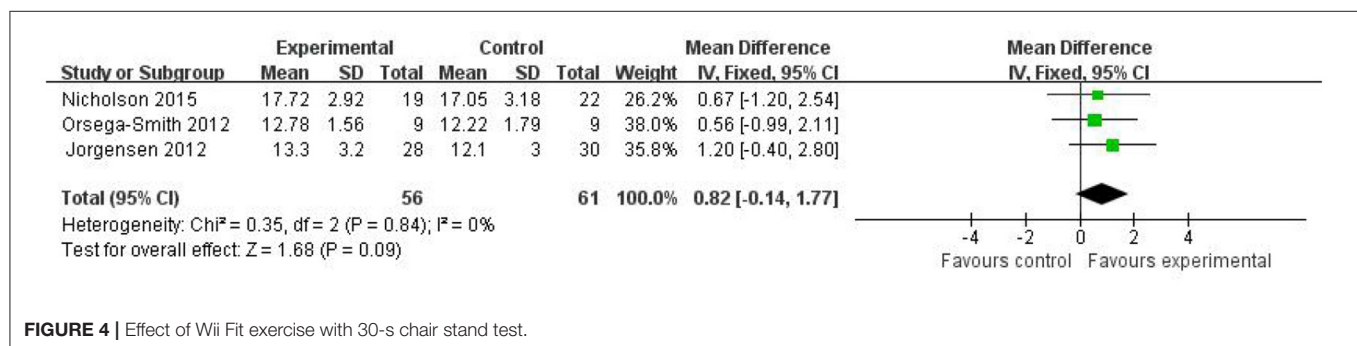 Experimental Control Mean Difference Mean Difference
Study or Subgroup Mean SD Total Mean SD Total Weight IV, Fixed, 95% CI IV, Fixed, 95% CI
Nicholson 2015 17.72 2.92 19 17.05 3.18 22 26.2% 0.67 [-1.20, 2.54]
Orsega-Smith 2012 12.78 1.56 9 12.22 1.79 9 38.0% 0.56 [-0.99, 2.11]
Jorgensen 2012 13.3 3.2 28 12.1 3 30 35.8% 1.20 [-0.40, 2.80]
Total (95% CI) 56 61 100.0% 0.82 [-0.14, 1.77]
Heterogeneity: Chi² = 0.35, df = 2 (P = 0.84); I² = 0%
Test for overall effect: Z = 1.68 (P = 0.09)
-4 -2 0 2 4
Favours control Favours experimental
FIGURE 4 | Effect of Wii Fit exercise with 30-s chair stand test.